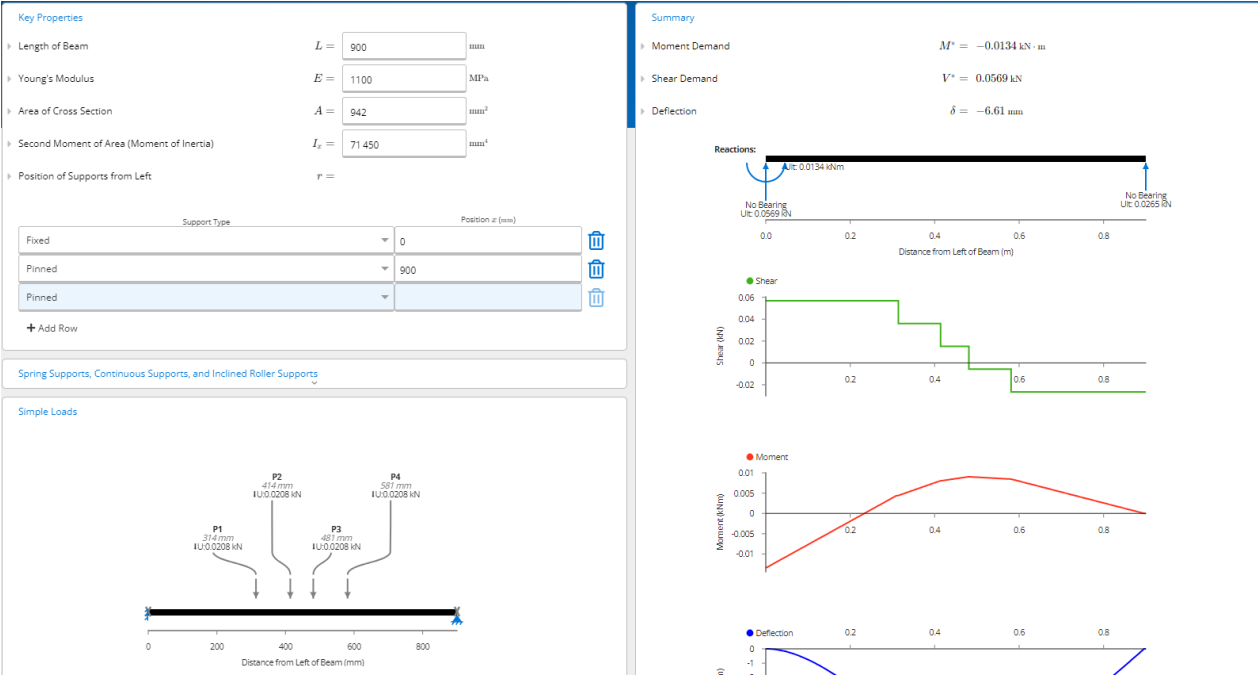 Key Properties
Length of Beam L = 900 mm
Young's Modulus E = 1100 MPa
Area of Cross Section A = 942 mm²
Second Moment of Area (Moment of Inertia) Iₓ = 71 450 mm⁴
Position of Supports from Left r =
Support Type Position x (mm)
Fixed 0
Pinned 900
Pinned
+ Add Row
Spring Supports, Continuous Supports, and Inclined Roller Supports
Simple Loads
P2
414 mm
U:0.0208 kN
P4
581 mm
U:0.0208 kN
P1
314 mm
U:0.0208 kN
P3
481 mm
U:0.0208 kN
0 200 400 600 800
Distance from Left of Beam (mm)
Summary
Moment Demand M* = −0.0134 kN · m
Shear Demand V* = 0.0569 kN
Deflection δ = −6.61 mm
Reactions:
Ult: 0.0134 kNm
No Bearing
Ult: 0.0569 kN
No Bearing
Ult: 0.0265 kN
0.0 0.2 0.4 0.6 0.8
Distance from Left of Beam (m)
Shear
0.06
0.04
0.02
0
-0.02
0.2 0.4 0.6 0.8
Shear (kN)
Moment
0.01
0.005
0
-0.005
-0.01
0.2 0.4 0.6 0.8
Moment (kNm)
Deflection
0.2 0.4 0.6 0.8
0
-1